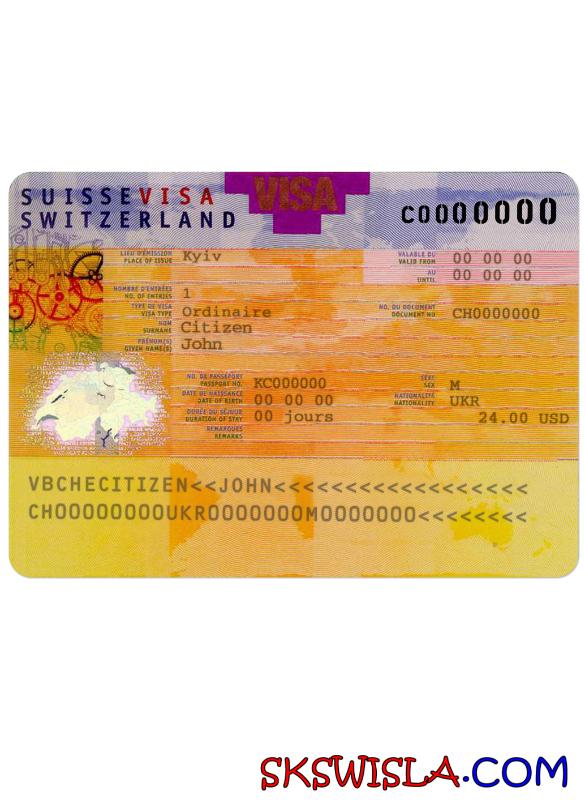 VISA
SUISSEVISA
SWITZERLAND
C0000000
LIEU D'ÉMISSION
PLACE OF ISSUE
Kyiv
VALABLE DU
VALID FROM
00 00 00
AU
UNTIL
00 00 00
NOMBRE D'ENTRÉES
NO. OF ENTRIES
1
TYPE DE VISA
VISA TYPE
Ordinaire
NO. DU DOCUMENT
DOCUMENT NO
CH0000000
NOM
SURNAME
Citizen
PRÉNOM(S)
GIVEN NAME(S)
John
NO. DE PASSEPORT
PASSPORT NO.
KC000000
SEXE
SEX
M
DATE DE NAISSANCE
DATE OF BIRTH
00 00 00
NATIONALITÉ
NATIONALITY
UKR
DURÉE DU SÉJOUR
DURATION OF STAY
00 jours
24.00 USD
REMARQUES
REMARKS
VBCHECITIZEN<<JOHN<<<<<<<<<<<<<<<<<<
CH00000000UKR0000000M0000000<<<<<<<<
SKSWISLA.COM